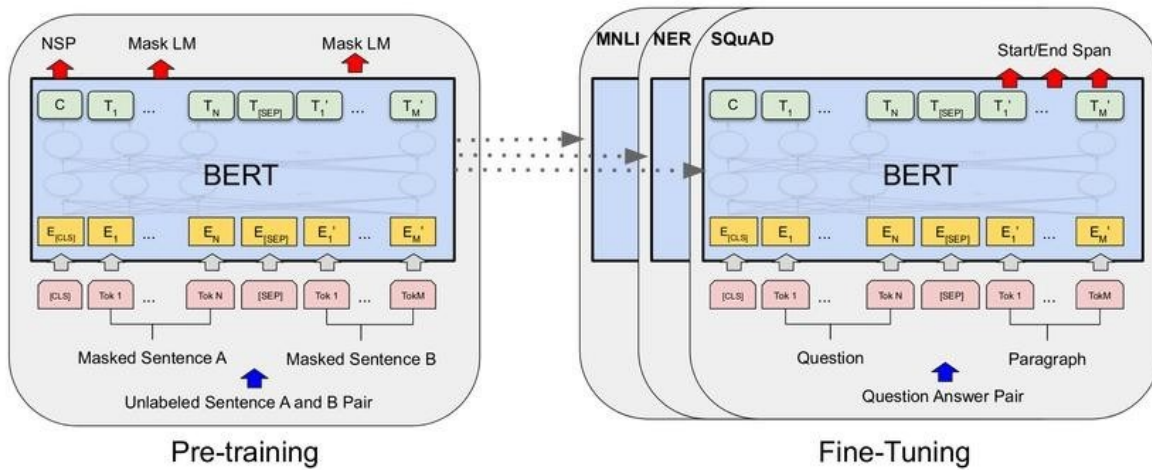 NSP Mask LM Mask LM
C T1 ... TN T[SEP] T1' ... TM'
BERT
E[CLS] E1 ... EN E[SEP] E1' ... EM'
[CLS] Tok 1 ... Tok N [SEP] Tok 1 ... TokM
Masked Sentence A Masked Sentence B
Unlabeled Sentence A and B Pair
Pre-training
MNLI NER SQuAD
Start/End Span
C T1 ... TN T[SEP] T1' ... TM'
BERT
E[CLS] E1 ... EN E[SEP] E1' ... EM'
[CLS] Tok 1 ... Tok N [SEP] Tok 1 ... TokM
Question Paragraph
Question Answer Pair
Fine-Tuning